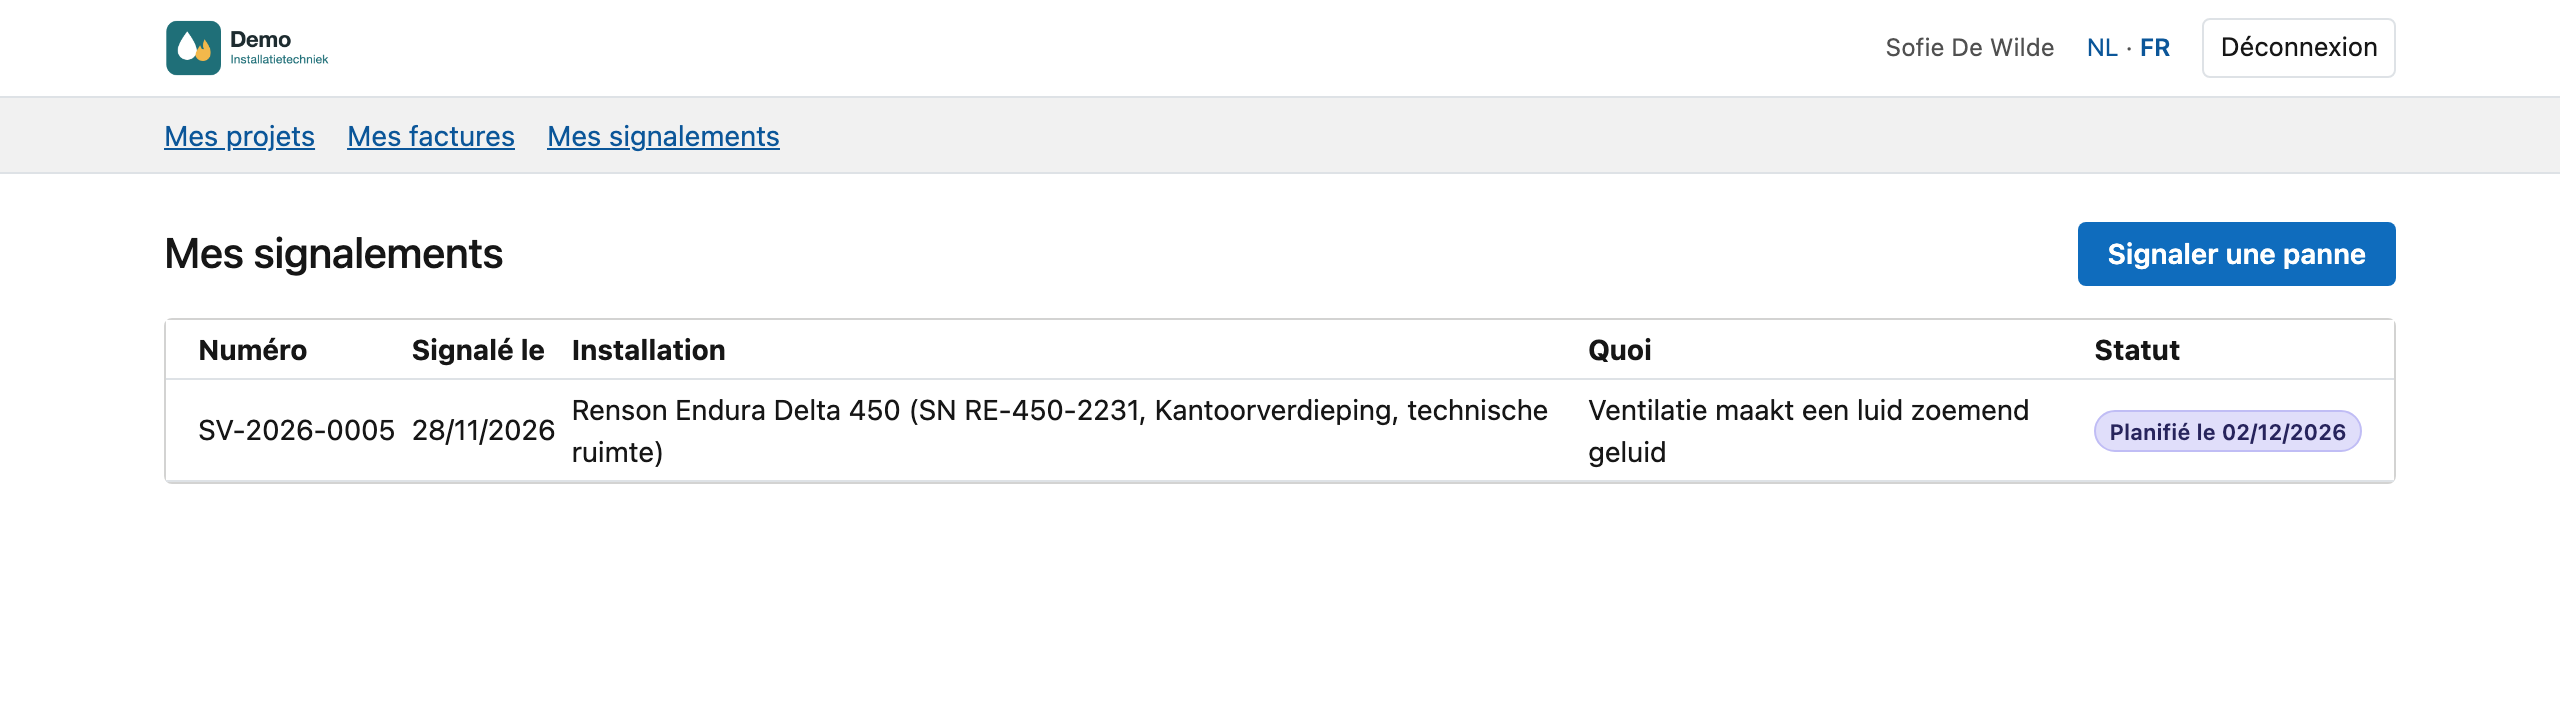 Demo
Installatietechniek
Sofie De Wilde NL · FR Déconnexion
Mes projets Mes factures Mes signalements
Mes signalements
Signaler une panne
Numéro Signalé le Installation Quoi Statut
SV-2026-0005 28/11/2026 Renson Endura Delta 450 (SN RE-450-2231, Kantoorverdieping, technische
ruimte)
Ventilatie maakt een luid zoemend
geluid
Planifié le 02/12/2026